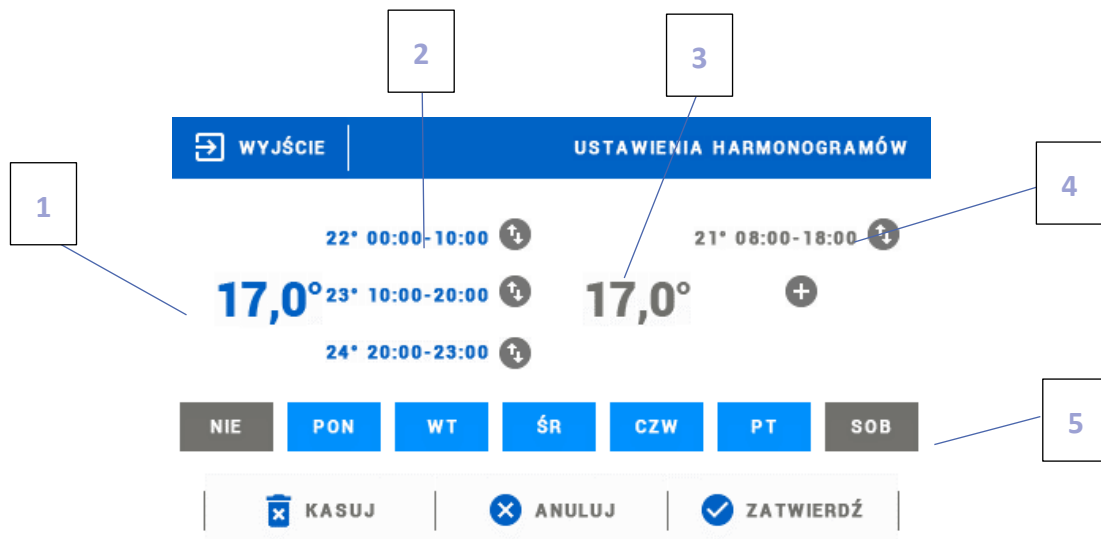 2
3
WYJŚCIE
USTAWIENIA HARMONOGRAMÓW
1
4
22° 00:00-10:00
21° 08:00-18:00
17,0°
23° 10:00-20:00
17,0°
24° 20:00-23:00
5
NIE PON WT ŚR CZW PT SOB
KASUJ ANULUJ ZATWIERDŹ